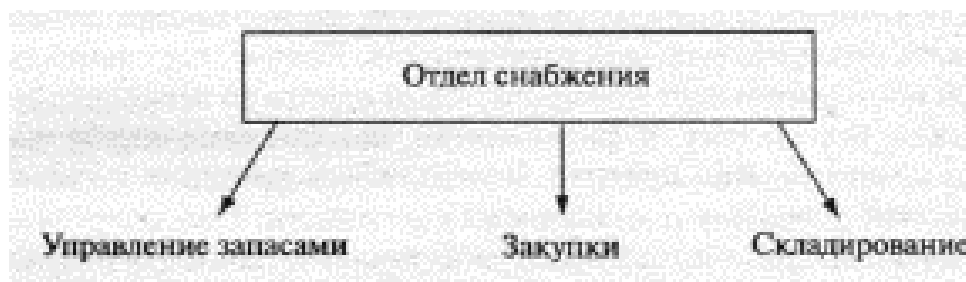 Отдел снабжения
Управление запасами Закупки Складирование